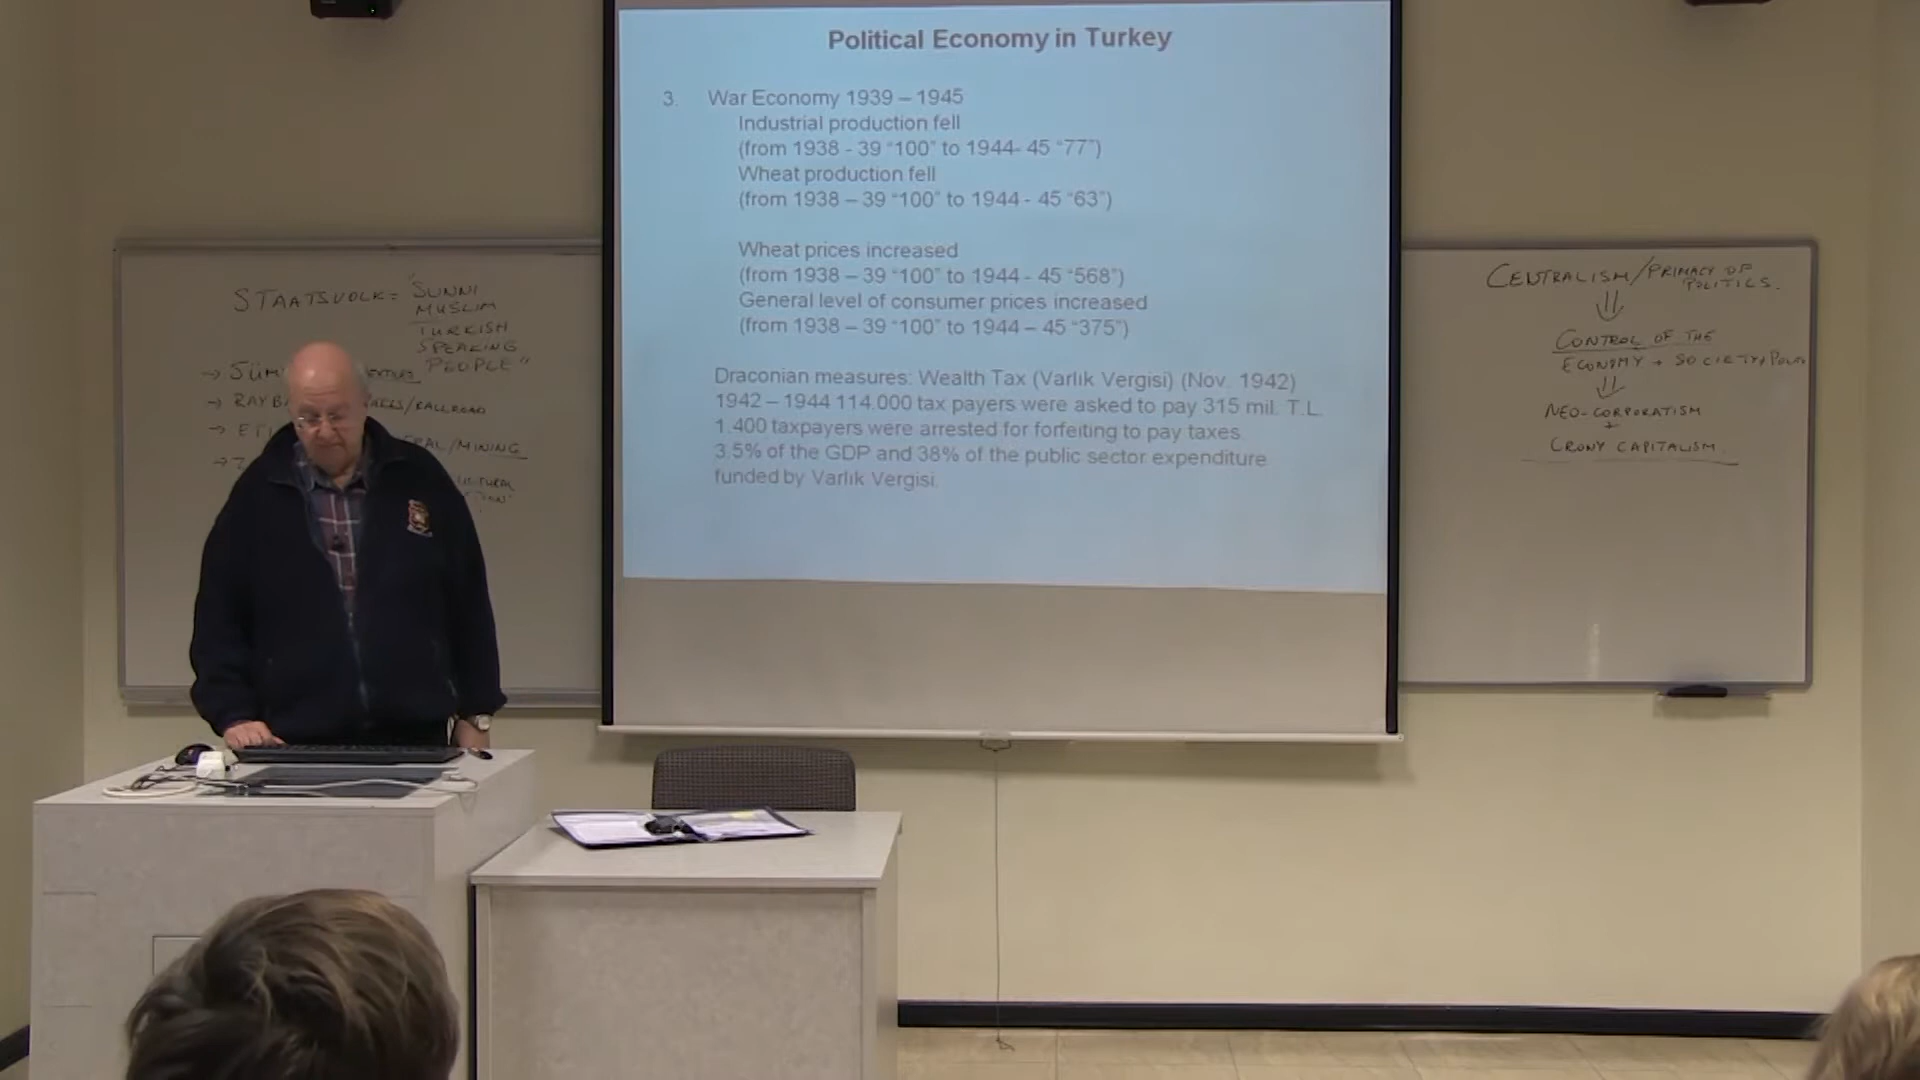 Political Economy in Turkey
3. War Economy 1939 – 1945
Industrial production fell
(from 1938 - 39 “100” to 1944- 45 “77”)
Wheat production fell
(from 1938 – 39 “100” to 1944 - 45 “63”)
Wheat prices increased
(from 1938 – 39 “100” to 1944 - 45 “568”)
General level of consumer prices increased
(from 1938 – 39 “100” to 1944 – 45 “375”)
Draconian measures: Wealth Tax (Varlık Vergisi) (Nov. 1942)
1942 – 1944 114.000 tax payers were asked to pay 315 mil. T.L.
1.400 taxpayers were arrested for forfeiting to pay taxes.
3.5% of the GDP and 38% of the public sector expenditure
funded by Varlık Vergisi.
STAATSVOLK = "SUNNI
MUSLIM
TURKISH
SPEAKING
PEOPLE"
→ SÜM
→ RAYB /RAILROAD
→ ETI /MINING
CENTRALISM/PRIMACY OF
POLITICS.
⇓
CONTROL OF THE
ECONOMY + SOCIETY
⇓
NEO-CORPORATISM
+
CRONY CAPITALISM.